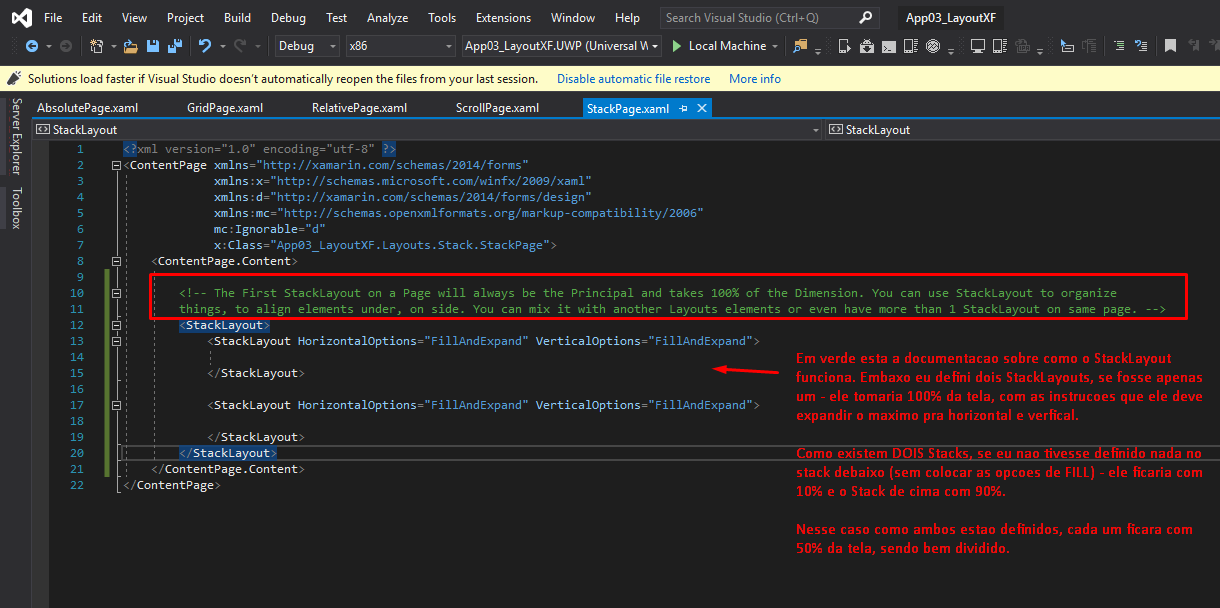 File Edit View Project Build Debug Test Analyze Tools Extensions Window Help Search Visual Studio (Ctrl+Q) App03_LayoutXF
Debug x86 App03_LayoutXF.UWP (Universal W Local Machine
Solutions load faster if Visual Studio doesn't automatically reopen the files from your last session. Disable automatic file restore More info
Server Explorer
Toolbox
AbsolutePage.xaml GridPage.xaml RelativePage.xaml ScrollPage.xaml StackPage.xaml
StackLayout StackLayout
1 <?xml version="1.0" encoding="utf-8" ?>
2 <ContentPage xmlns="http://xamarin.com/schemas/2014/forms"
3 xmlns:x="http://schemas.microsoft.com/winfx/2009/xaml"
4 xmlns:d="http://xamarin.com/schemas/2014/forms/design"
5 xmlns:mc="http://schemas.openxmlformats.org/markup-compatibility/2006"
6 mc:Ignorable="d"
7 x:Class="App03_LayoutXF.Layouts.Stack.StackPage">
8 <ContentPage.Content>
9
10 <!-- The First StackLayout on a Page will always be the Principal and takes 100% of the Dimension. You can use StackLayout to organize
11 things, to align elements under, on side. You can mix it with another Layouts elements or even have more than 1 StackLayout on same page. -->
12 <StackLayout>
13 <StackLayout HorizontalOptions="FillAndExpand" VerticalOptions="FillAndExpand">
14
15 </StackLayout>
16
17 <StackLayout HorizontalOptions="FillAndExpand" VerticalOptions="FillAndExpand">
18
19 </StackLayout>
20 </StackLayout>
21 </ContentPage.Content>
22 </ContentPage>
Em verde esta a documentacao sobre como o StackLayout
funciona. Embaxo eu defini dois StackLayouts, se fosse apenas
um - ele tomaria 100% da tela, com as instrucoes que ele deve
expandir o maximo pra horizontal e verfical.
Como existem DOIS Stacks, se eu nao tivesse definido nada no
stack debaixo (sem colocar as opcoes de FILL) - ele ficaria com
10% e o Stack de cima com 90%.
Nesse caso como ambos estao definidos, cada um ficara com
50% da tela, sendo bem dividido.